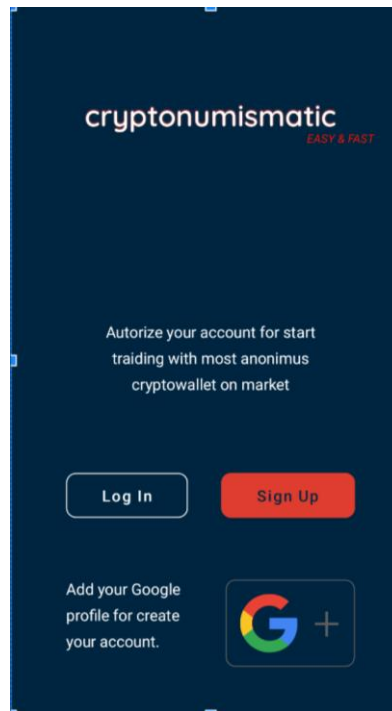 cryptonumismatic
EASY & FAST
Autorize your account for start
traiding with most anonimus
cryptowallet on market
Log In
Sign Up
Add your Google
profile for create
your account.
G +